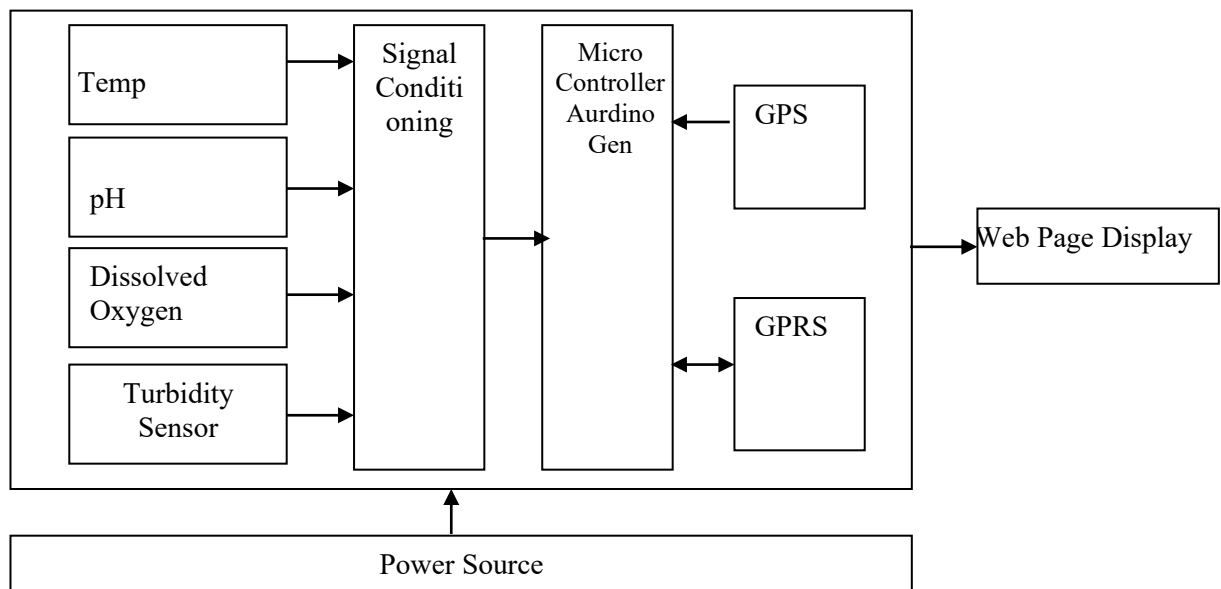 Temp
pH
Dissolved
Oxygen
Turbidity
Sensor
Signal
Conditi
oning
Micro
Controller
Aurdino
Gen
GPS
GPRS
Web Page Display
Power Source